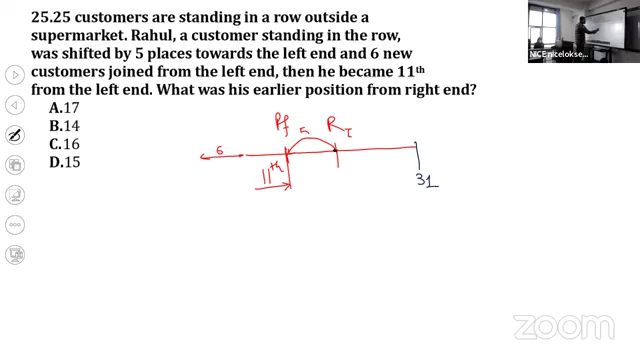 25.25 customers are standing in a row outside a
supermarket. Rahul, a customer standing in the row,
was shifted by 5 places towards the left end and 6 new
customers joined from the left end, then he became 11th
from the left end. What was his earlier position from right end?
A.17
B.14
C.16
D.15
Rf 5 RI
6
11th
31
NICE nicelokse...
zoom